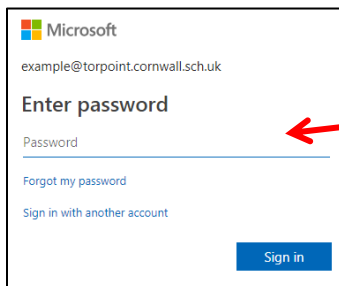 Microsoft
example@torpoint.cornwall.sch.uk
Enter password
Password
Forgot my password
Sign in with another account
Sign in